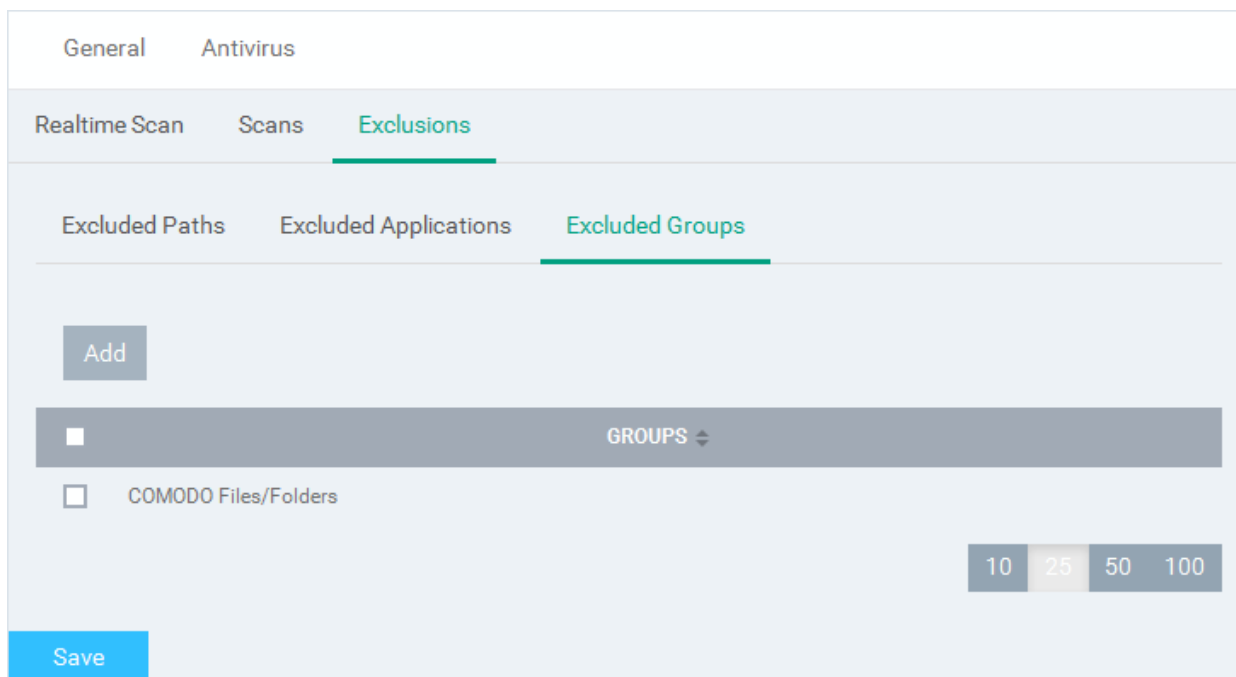 General Antivirus
Realtime Scan Scans Exclusions
Excluded Paths Excluded Applications Excluded Groups
Add
GROUPS
COMODO Files/Folders
10 25 50 100
Save